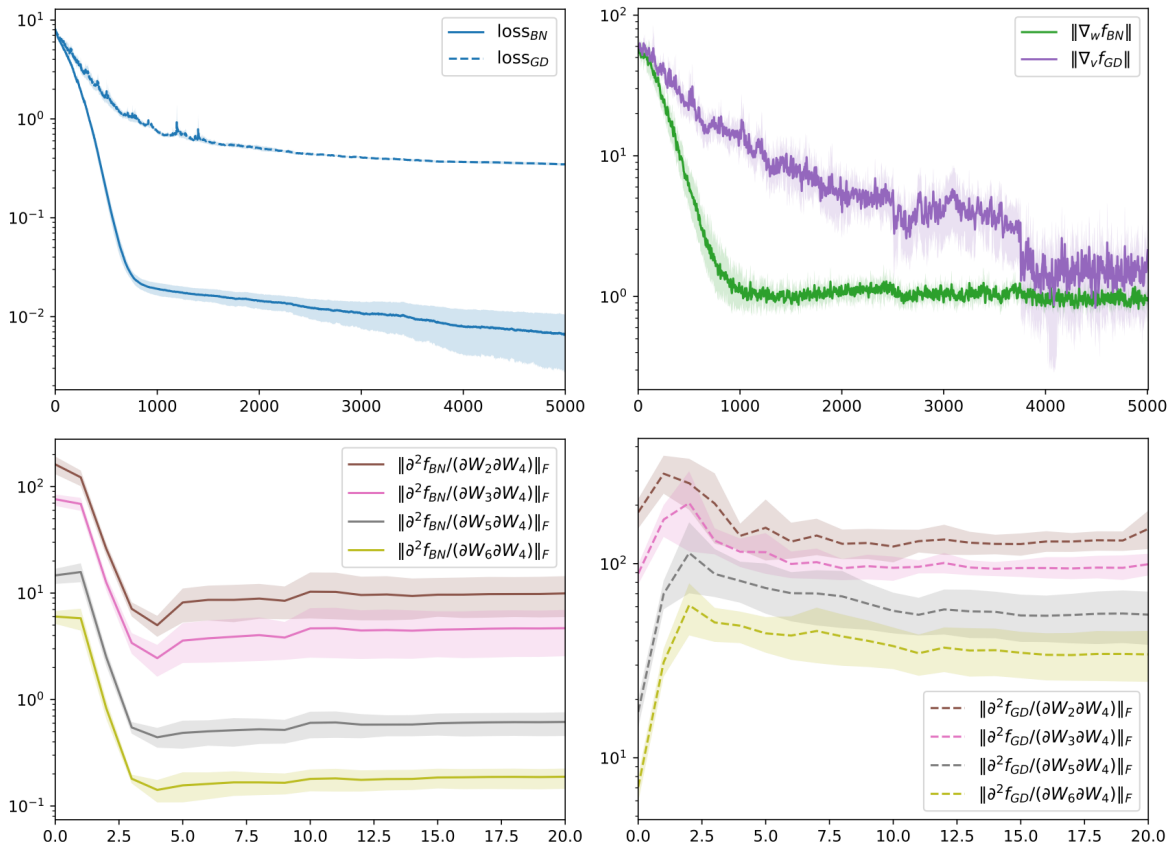 10¹
10⁰
10⁻¹
10⁻²
0 1000 2000 3000 4000 5000
loss_BN
loss_GD
10²
10¹
10⁰
0 1000 2000 3000 4000 5000
‖∇_w f_BN‖
‖∇_v f_GD‖
10²
10¹
10⁰
10⁻¹
0.0 2.5 5.0 7.5 10.0 12.5 15.0 17.5 20.0
‖∂²f_BN/(∂W₂∂W₄)‖_F
‖∂²f_BN/(∂W₃∂W₄)‖_F
‖∂²f_BN/(∂W₅∂W₄)‖_F
‖∂²f_BN/(∂W₆∂W₄)‖_F
10²
10¹
0.0 2.5 5.0 7.5 10.0 12.5 15.0 17.5 20.0
‖∂²f_GD/(∂W₂∂W₄)‖_F
‖∂²f_GD/(∂W₃∂W₄)‖_F
‖∂²f_GD/(∂W₅∂W₄)‖_F
‖∂²f_GD/(∂W₆∂W₄)‖_F